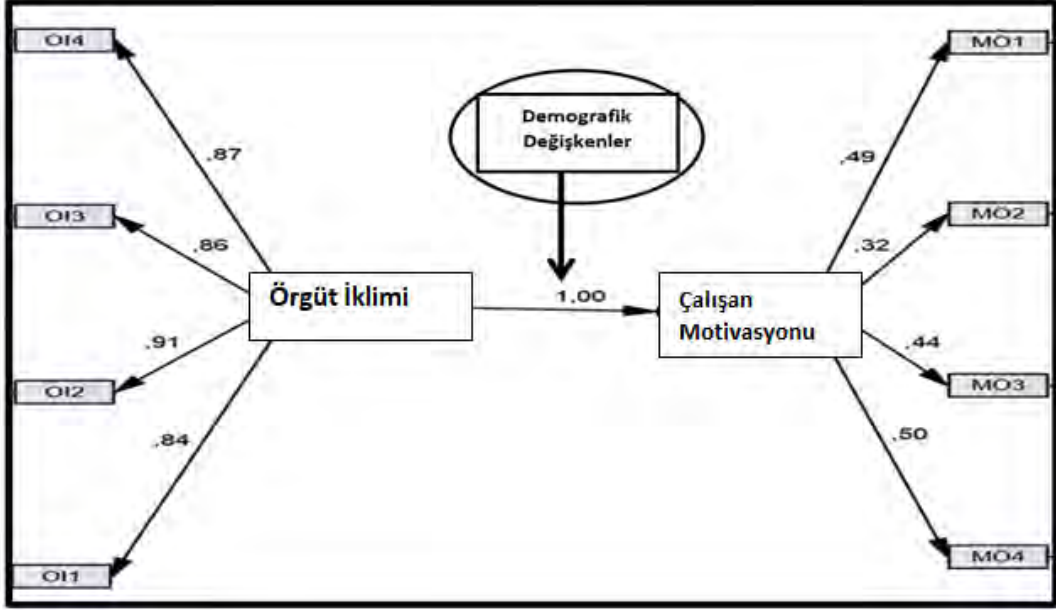 OI4
MO1
Demografik
Değişkenler
.87
.49
OI3
MO2
.86
.32
Örgüt İklimi
1,00
Çalışan
Motivasyonu
.91
.44
OI2
MO3
.84
.50
OI1
MO4